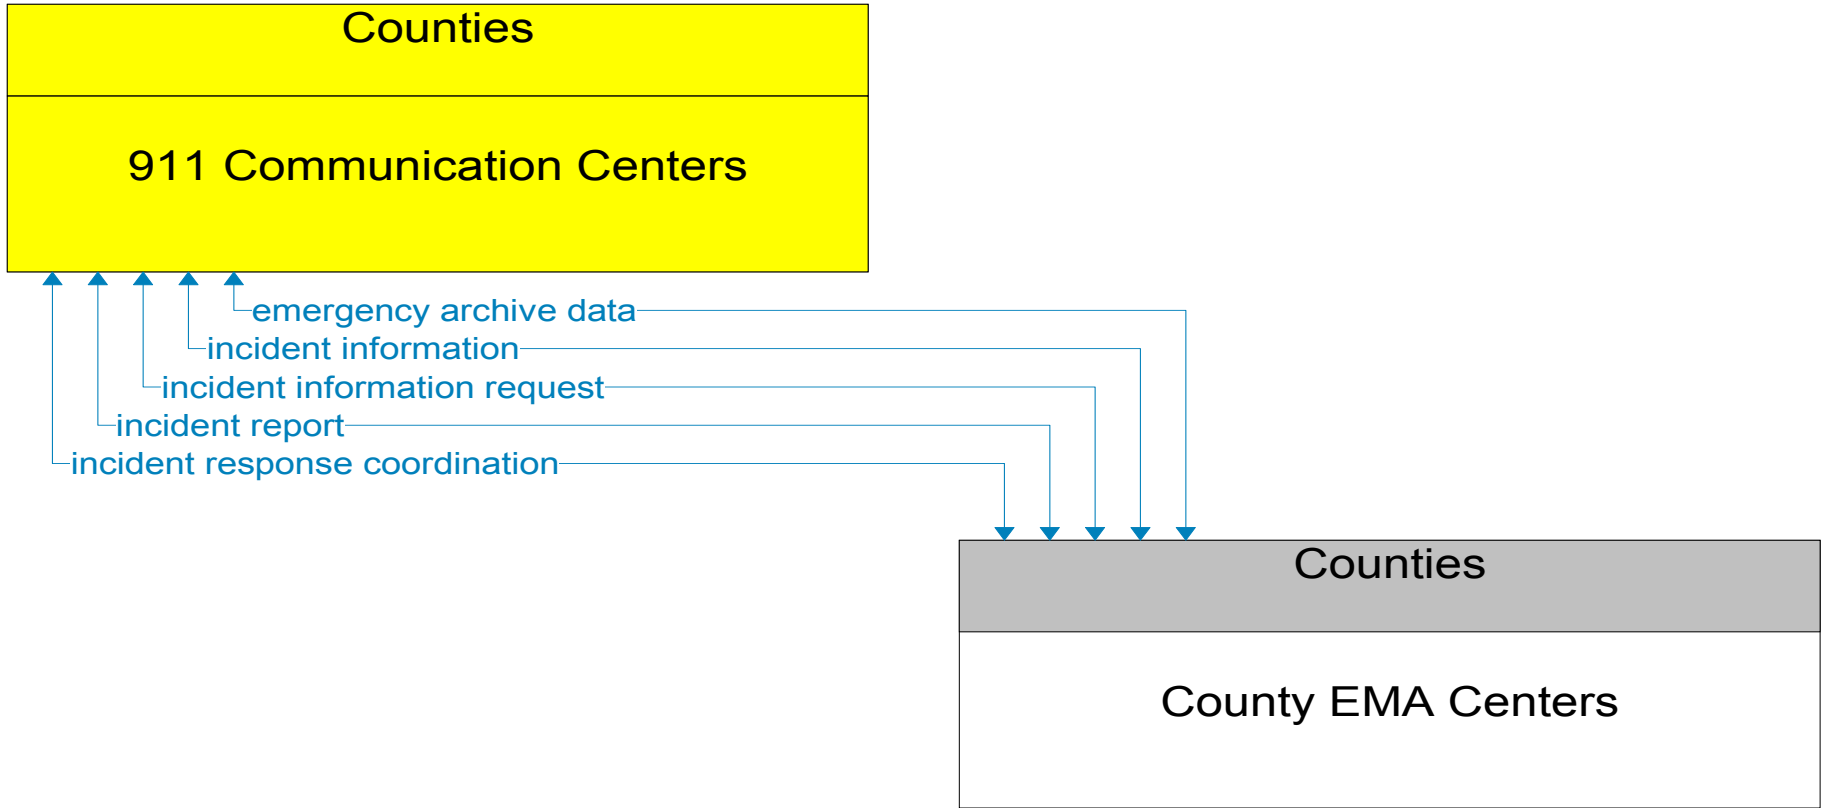 Counties
911 Communication Centers
emergency archive data
incident information
incident information request
incident report
incident response coordination
Counties
County EMA Centers